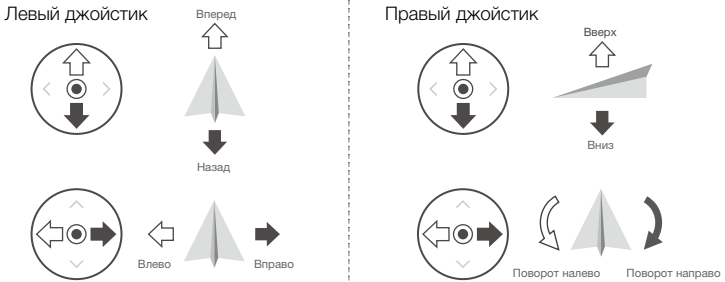 Левый джойстик
Вперед
Назад
Влево
Вправо
Правый джойстик
Вверх
Вниз
Поворот налево
Поворот направо